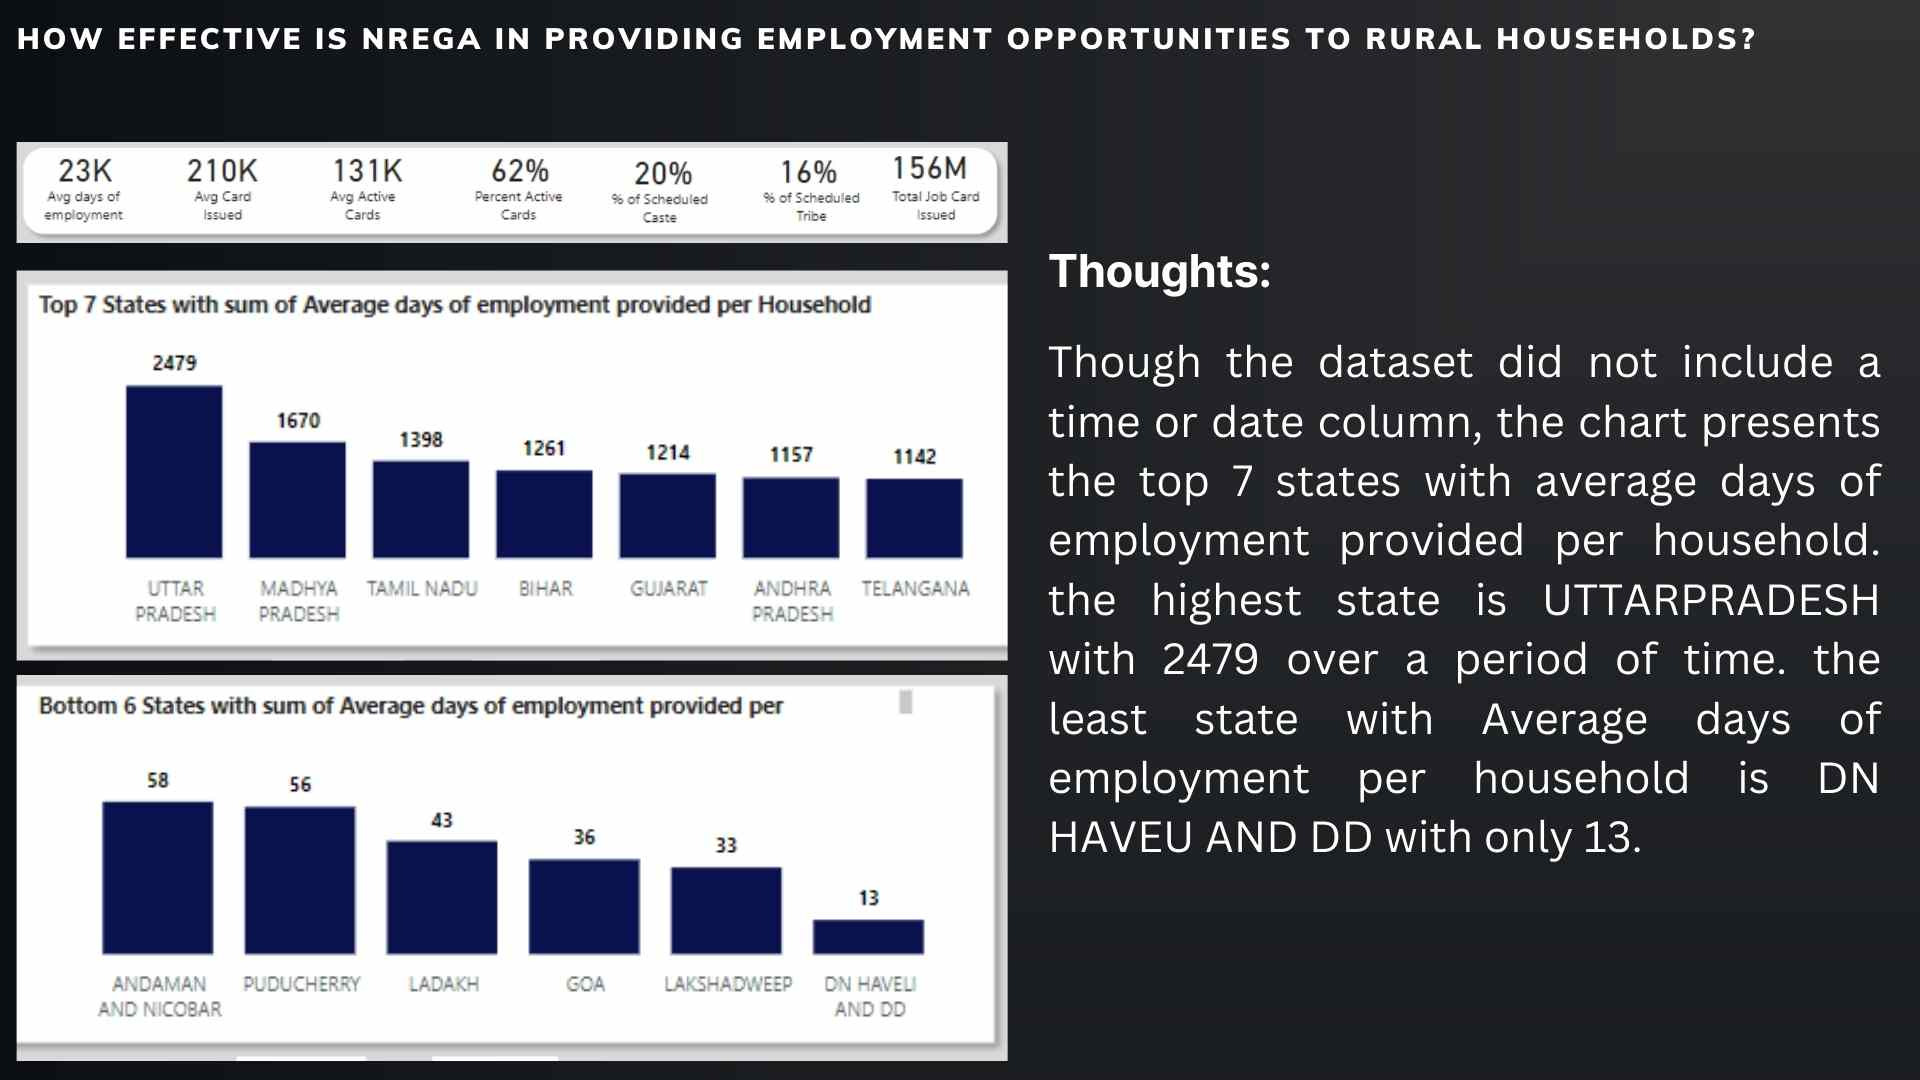 HOW EFFECTIVE IS NREGA IN PROVIDING EMPLOYMENT OPPORTUNITIES TO RURAL HOUSEHOLDS?
23K 210K 131K 62% 20% 16% 156M
Avg days of employment Avg Card Issued Avg Active Cards Percent Active Cards % of Scheduled Caste % of Scheduled Tribe Total Job Card Issued
Top 7 States with sum of Average days of employment provided per Household
2479 1670 1398 1261 1214 1157 1142
UTTAR PRADESH MADHYA PRADESH TAMIL NADU BIHAR GUJARAT ANDHRA PRADESH TELANGANA
Bottom 6 States with sum of Average days of employment provided per
58 56 43 36 33 13
ANDAMAN AND NICOBAR PUDUCHERRY LADAKH GOA LAKSHADWEEP DN HAVELI AND DD
Thoughts:
Though the dataset did not include a
time or date column, the chart presents
the top 7 states with average days of
employment provided per household.
the highest state is UTTARPRADESH
with 2479 over a period of time. the
least state with Average days of
employment per household is DN
HAVEU AND DD with only 13.